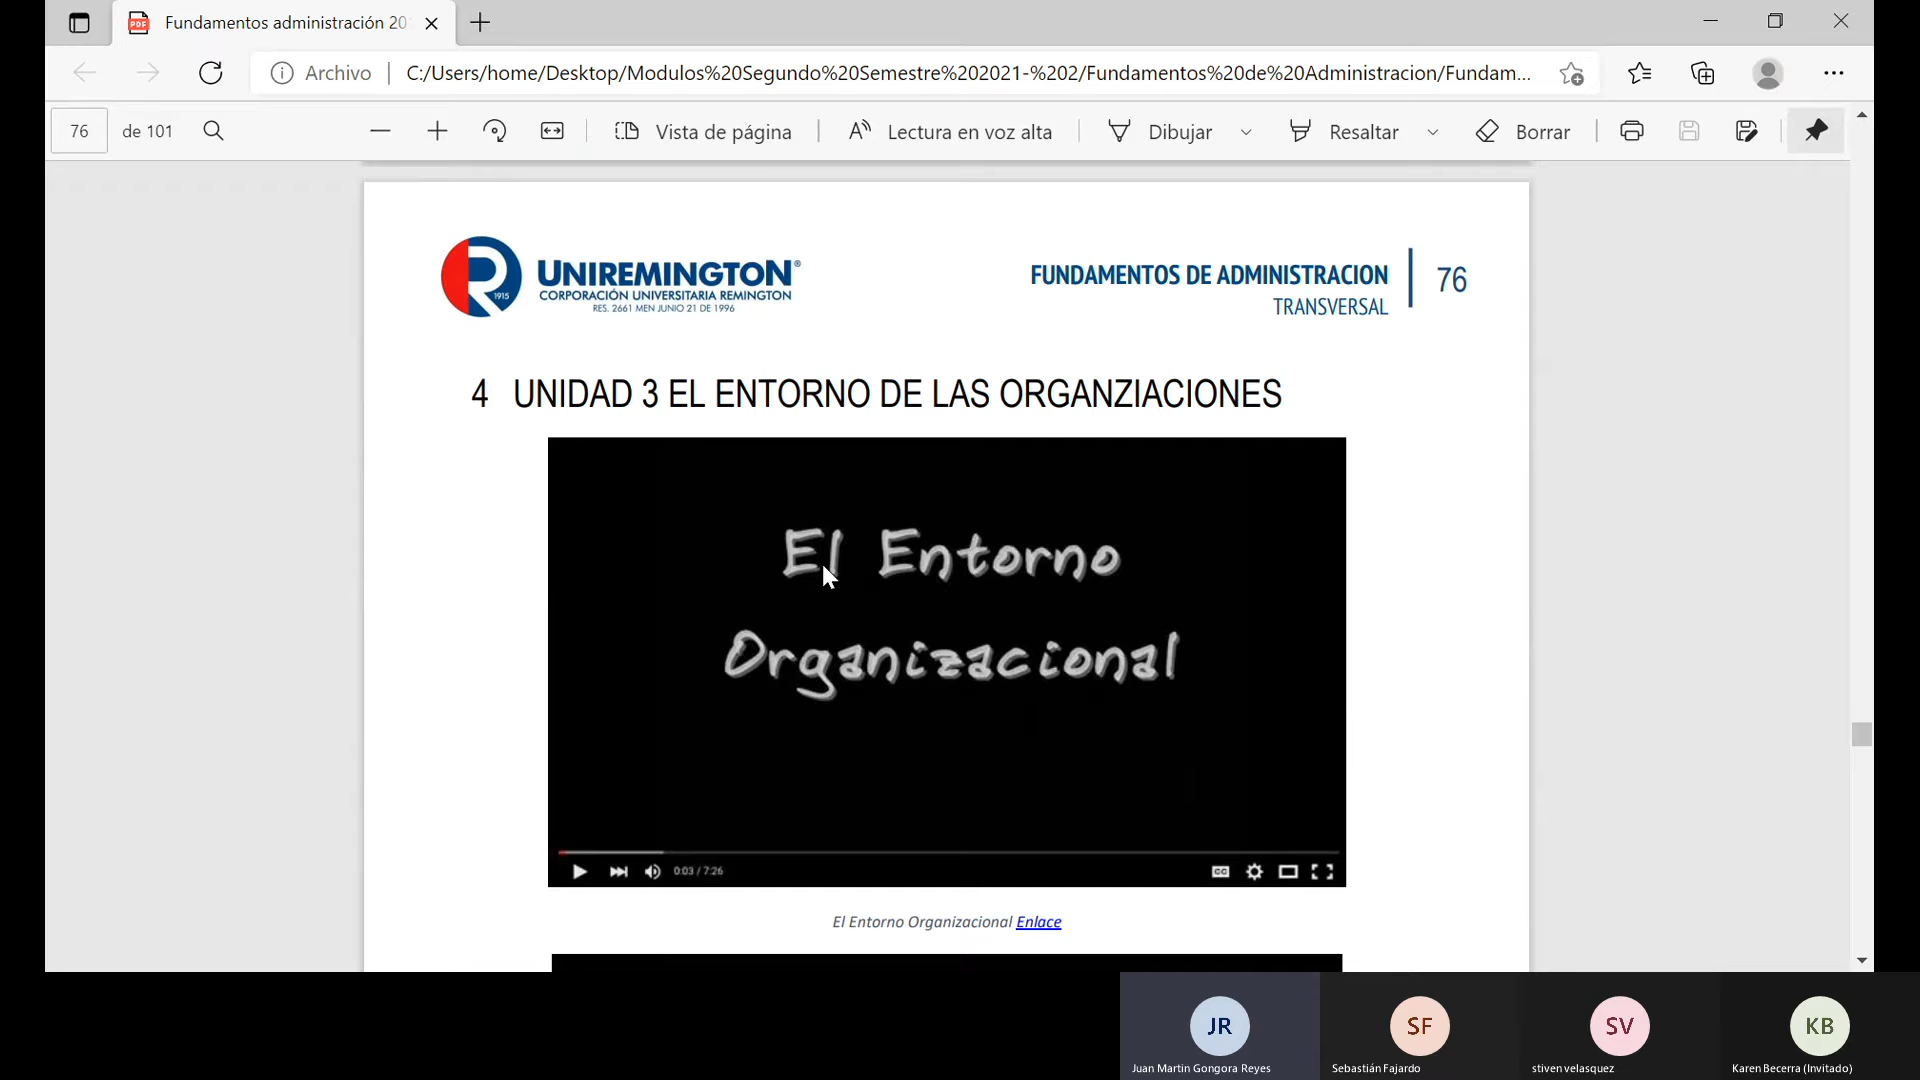 Fundamentos administración 20
Archivo
C:/Users/home/Desktop/Modulos%20Segundo%20Semestre%202021-%202/Fundamentos%20de%20Administracion/Fundam...
76 de 101
Vista de página
Lectura en voz alta
Dibujar
Resaltar
Borrar
1915
UNIREMINGTON®
CORPORACIÓN UNIVERSITARIA REMINGTON
RES. 2661 MEN JUNIO 21 DE 1996
FUNDAMENTOS DE ADMINISTRACION
TRANSVERSAL
76
4 UNIDAD 3 EL ENTORNO DE LAS ORGANZIACIONES
El Entorno
Organizacional
0:03 / 7:26
CC
El Entorno Organizacional Enlace
JR
Juan Martin Gongora Reyes
SF
Sebastián Fajardo
SV
stiven velasquez
KB
Karen Becerra (Invitado)